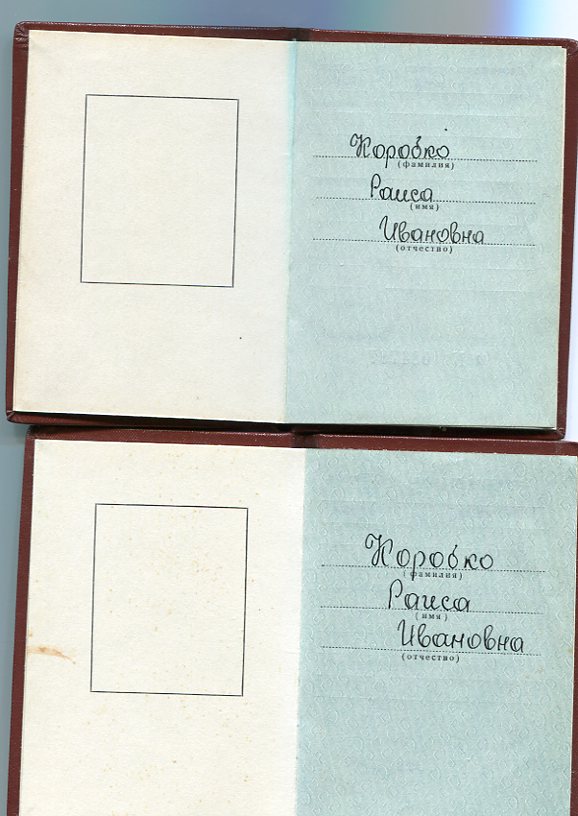 Коробко
(фамилия)
Раиса
(имя)
Ивановна
(отчество)
Коробко
(фамилия)
Раиса
(имя)
Ивановна
(отчество)